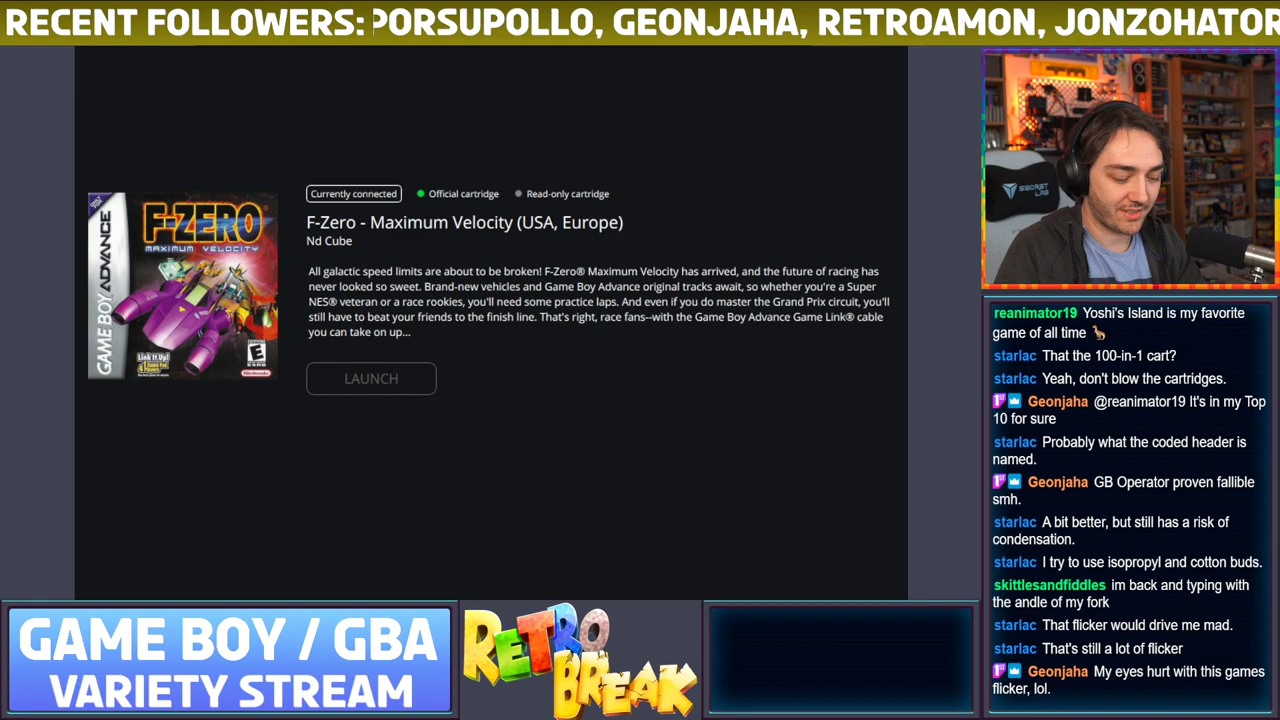 RECENT FOLLOWERS: PORSUPOLLO, GEONJAHA, RETROAMON, JONZOHATOR
Currently connected
Official cartridge
Read-only cartridge
F-Zero - Maximum Velocity (USA, Europe)
Nd Cube
All galactic speed limits are about to be broken! F-Zero® Maximum Velocity has arrived, and the future of racing has
never looked so sweet. Brand-new vehicles and Game Boy Advance original tracks await, so whether you're a Super
NES® veteran or a race rookies, you'll need some practice laps. And even if you do master the Grand Prix circuit, you'll
still have to beat your friends to the finish line. That's right, race fans--with the Game Boy Advance Game Link® cable
you can take on up...
LAUNCH
GAME BOY ADVANCE
F-ZERO
MAXIMUM VELOCITY
Link It Up!
E
EVERYONE
Nintendo
SECRET
LAB
reanimator19 Yoshi's Island is my favorite
game of all time
starlac That the 100-in-1 cart?
starlac Yeah, don't blow the cartridges.
Geonjaha @reanimator19 It's in my Top
10 for sure
starlac Probably what the coded header is
named.
Geonjaha GB Operator proven fallible
smh.
starlac A bit better, but still has a risk of
condensation.
starlac I try to use isopropyl and cotton buds.
skittlesandfiddles im back and typing with
the andle of my fork
starlac That flicker would drive me mad.
starlac That's still a lot of flicker
Geonjaha My eyes hurt with this games
flicker, lol.
GAME BOY / GBA
VARIETY STREAM
RETRO
BREAK